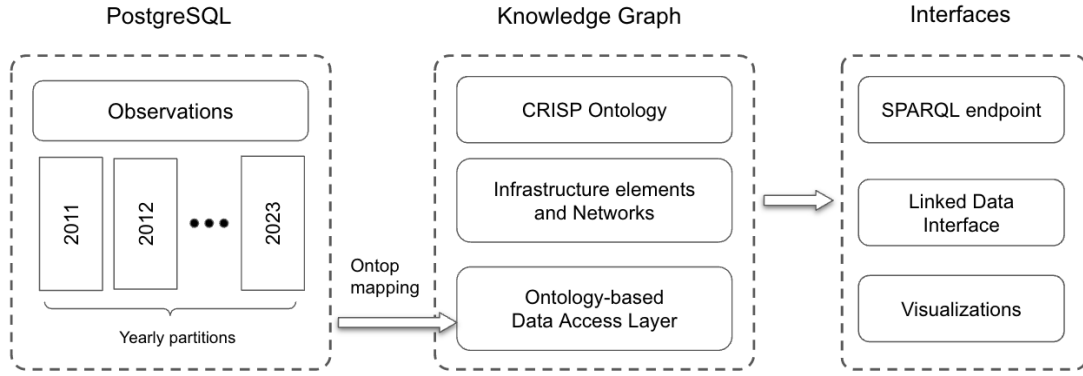 PostgreSQL
Observations
2011
2012
2023
Yearly partitions
Ontop
mapping
Knowledge Graph
CRISP Ontology
Infrastructure elements
and Networks
Ontology-based
Data Access Layer
Interfaces
SPARQL endpoint
Linked Data
Interface
Visualizations